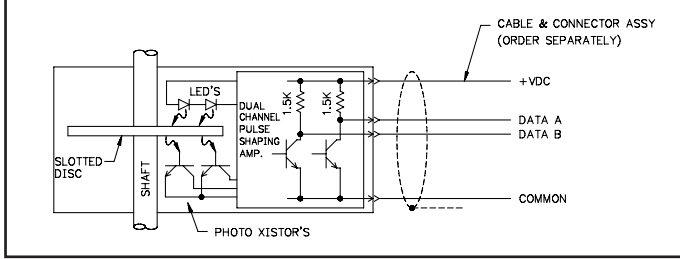 CABLE & CONNECTOR ASSY
(ORDER SEPARATELY)
LED'S
+VDC
DUAL
CHANNEL
PULSE
SHAPING
AMP.
1.5K
1.5K
DATA A
DATA B
SLOTTED
DISC
SHAFT
COMMON
PHOTO XISTOR'S